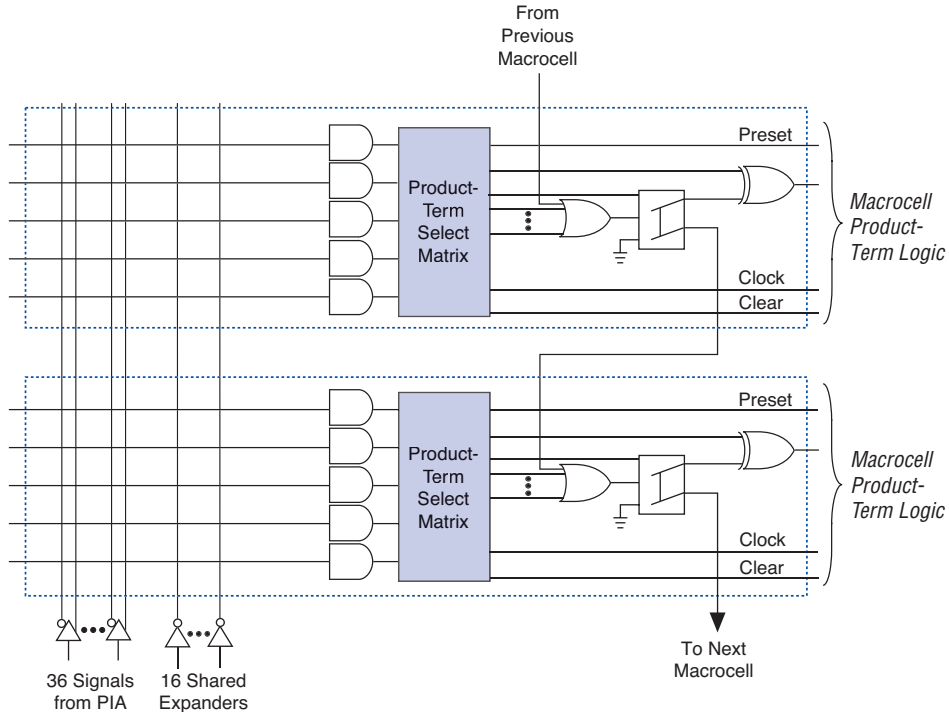 From
Previous
Macrocell
Preset
Product-
Term
Select
Matrix
Macrocell
Product-
Term Logic
Clock
Clear
Preset
Product-
Term
Select
Matrix
Macrocell
Product-
Term Logic
Clock
Clear
To Next
Macrocell
36 Signals
from PIA
16 Shared
Expanders